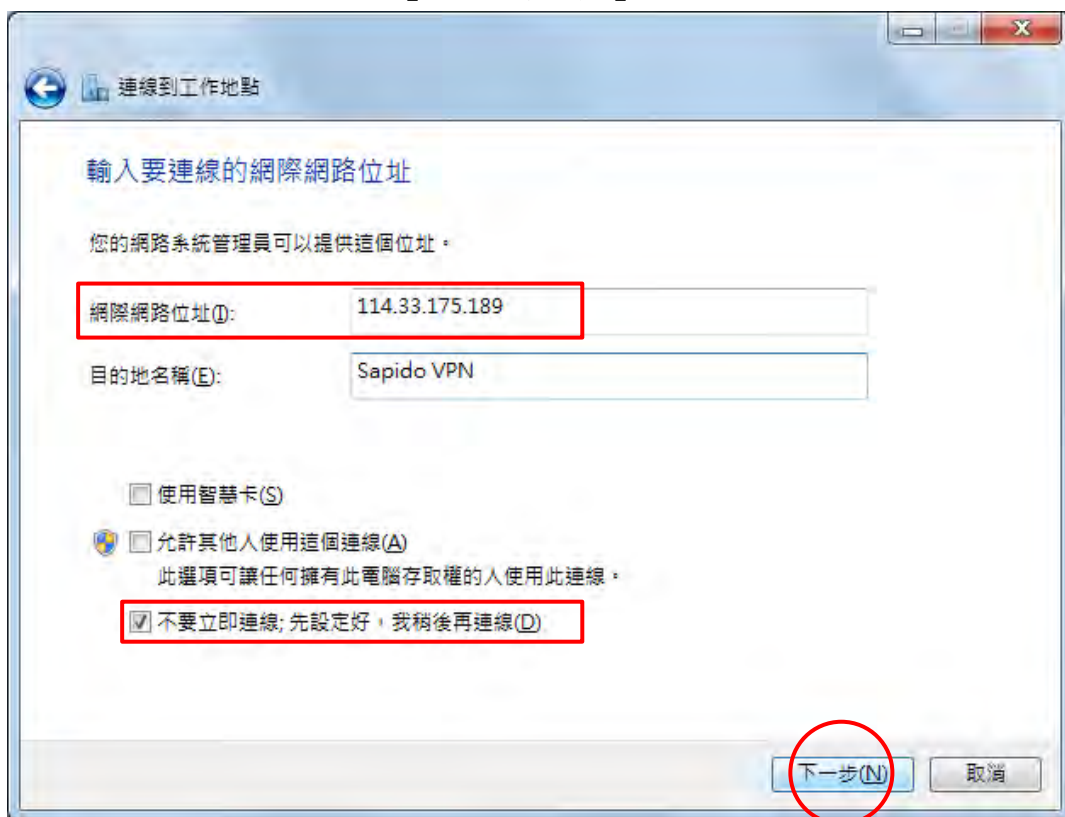 連線到工作地點
輸入要連線的網際網路位址
您的網路系統管理員可以提供這個位址。
網際網路位址(I): 114.33.175.189
目的地名稱(E): Sapido VPN
使用智慧卡(S)
允許其他人使用這個連線(A)
此選項可讓任何擁有此電腦存取權的人使用此連線。
不要立即連線; 先設定好，我稍後再連線(D)
下一步(N) 取消